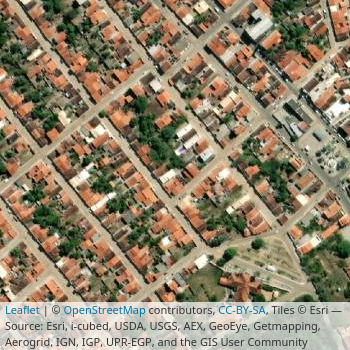 Leaflet | © OpenStreetMap contributors, CC-BY-SA, Tiles © Esri —
Source: Esri, i-cubed, USDA, USGS, AEX, GeoEye, Getmapping,
Aerogrid, IGN, IGP, UPR-EGP, and the GIS User Community